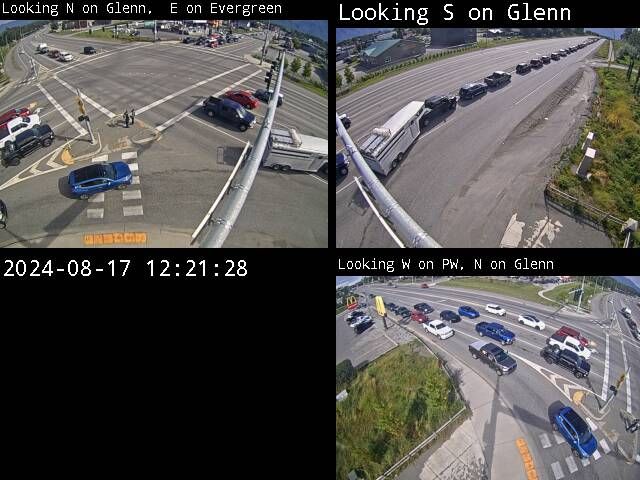 Looking N on Glenn, E on Evergreen
Looking S on Glenn
2024-08-17 12:21:28
Looking W on PW, N on Glenn